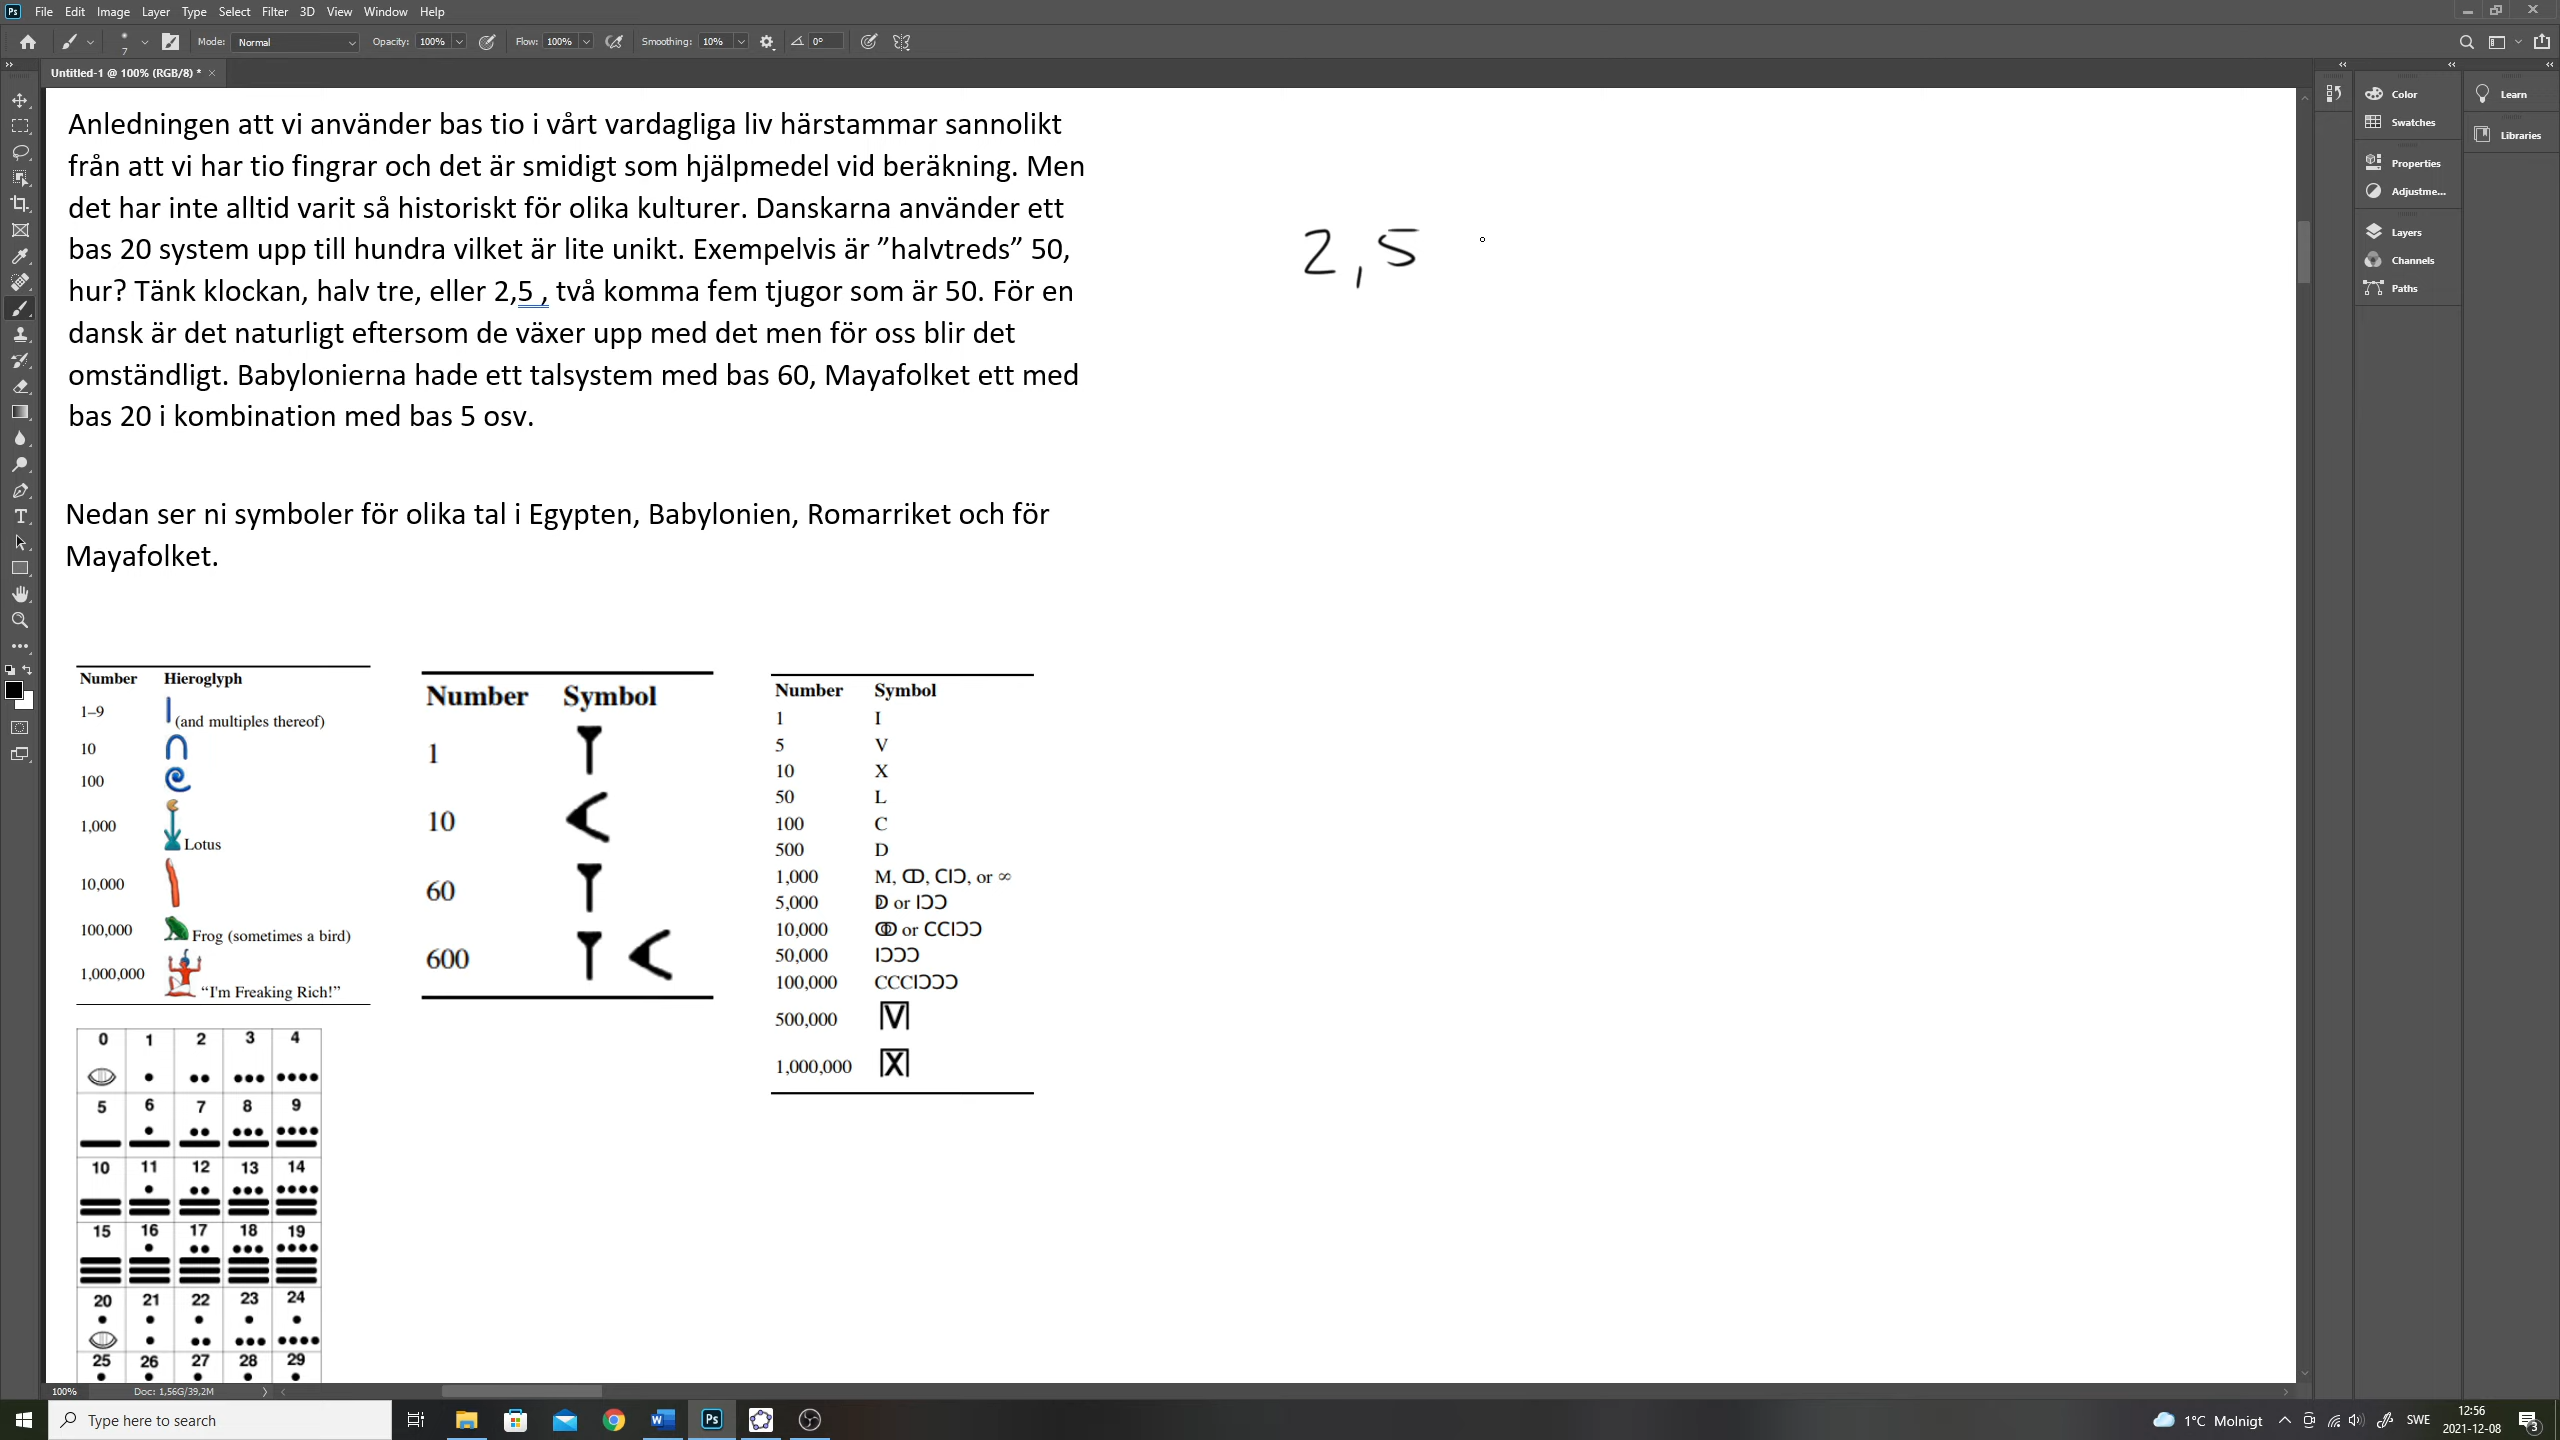 Ps File Edit Image Layer Type Select Filter 3D View Window Help
7 Mode: Normal Opacity: 100% Flow: 100% Smoothing: 10% 0°
Untitled-1 @ 100% (RGB/8) * ×
Anledningen att vi använder bas tio i vårt vardagliga liv härstammar sannolikt
från att vi har tio fingrar och det är smidigt som hjälpmedel vid beräkning. Men
det har inte alltid varit så historiskt för olika kulturer. Danskarna använder ett
bas 20 system upp till hundra vilket är lite unikt. Exempelvis är ”halvtreds” 50,
hur? Tänk klockan, halv tre, eller 2,5 , två komma fem tjugor som är 50. För en
dansk är det naturligt eftersom de växer upp med det men för oss blir det
omständligt. Babylonierna hade ett talsystem med bas 60, Mayafolket ett med
bas 20 i kombination med bas 5 osv.
2,5
Nedan ser ni symboler för olika tal i Egypten, Babylonien, Romarriket och för
Mayafolket.
Number Hieroglyph
1–9 (and multiples thereof)
10
100
1,000 Lotus
10,000
100,000 Frog (sometimes a bird)
1,000,000 “I'm Freaking Rich!”
Number Symbol
1
10
60
600
Number Symbol
1 I
5 V
10 X
50 L
100 C
500 D
1,000 M, ↀ, CIↃ, or ∞
5,000 ↁ or IↃↃ
10,000 ↂ or CCIↃↃ
50,000 IↃↃↃ
100,000 CCCIↃↃↃ
500,000 V
1,000,000 X
0 1 2 3 4
5 6 7 8 9
10 11 12 13 14
15 16 17 18 19
20 21 22 23 24
25 26 27 28 29
Color
Swatches
Properties
Adjustme...
Layers
Channels
Paths
Learn
Libraries
100% Doc: 1,56G/39,2M
Type here to search
Ps
1°C Molnigt
SWE
12:56
2021-12-08
3